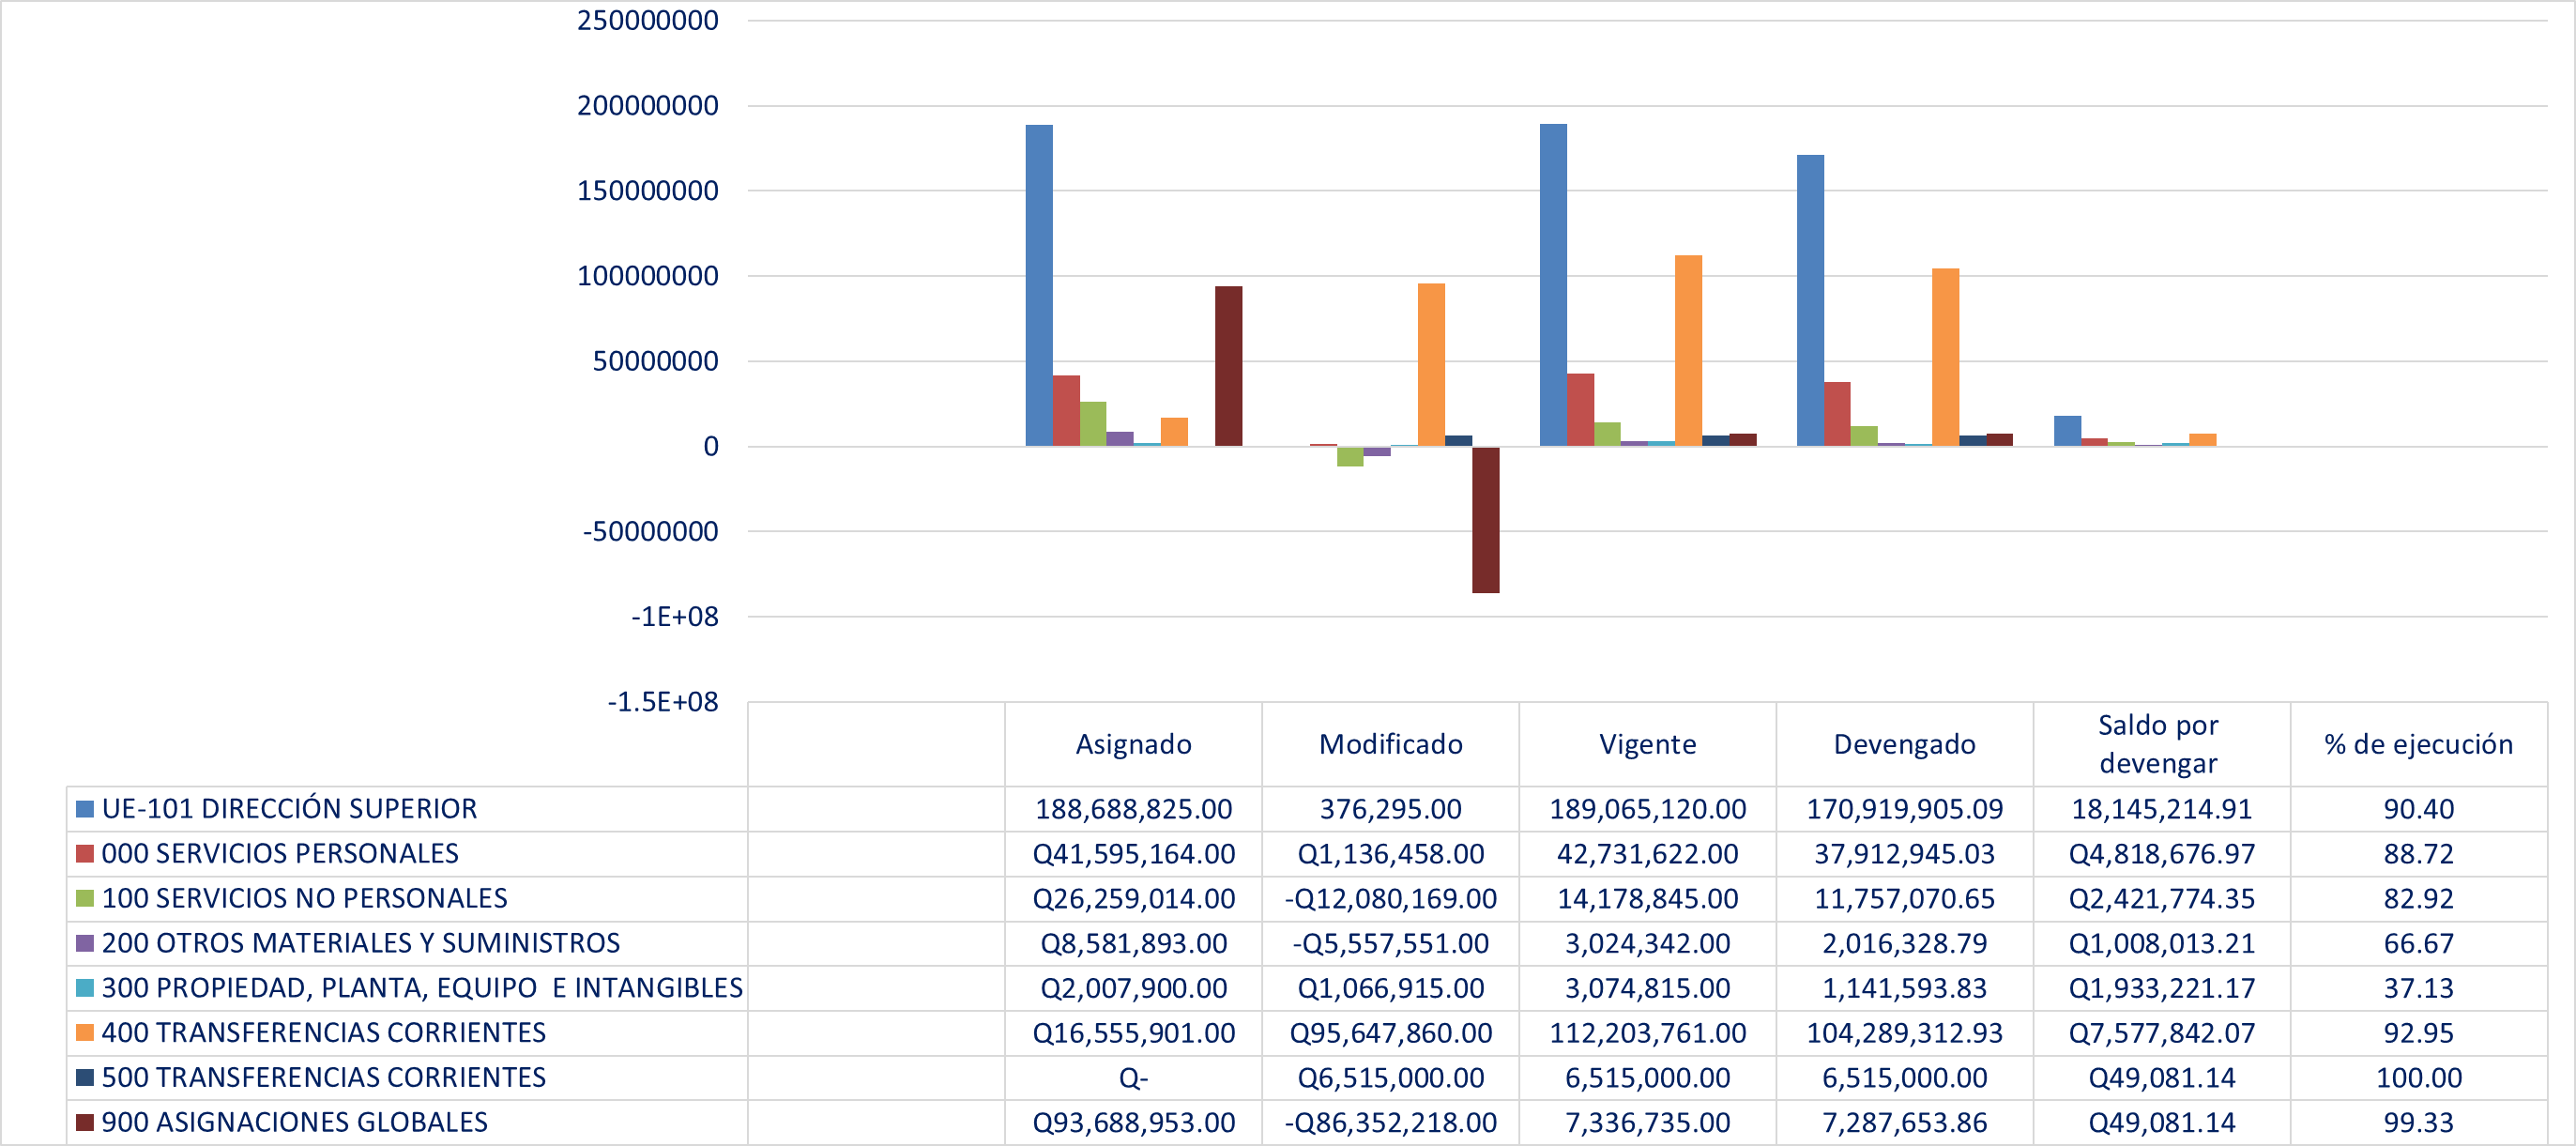 250000000
200000000
150000000
100000000
50000000
0
-50000000
-1E+08
-1.5E+08
Asignado Modificado Vigente Devengado Saldo por devengar % de ejecución
UE-101 DIRECCIÓN SUPERIOR 188,688,825.00 376,295.00 189,065,120.00 170,919,905.09 18,145,214.91 90.40
000 SERVICIOS PERSONALES Q41,595,164.00 Q1,136,458.00 42,731,622.00 37,912,945.03 Q4,818,676.97 88.72
100 SERVICIOS NO PERSONALES Q26,259,014.00 -Q12,080,169.00 14,178,845.00 11,757,070.65 Q2,421,774.35 82.92
200 OTROS MATERIALES Y SUMINISTROS Q8,581,893.00 -Q5,557,551.00 3,024,342.00 2,016,328.79 Q1,008,013.21 66.67
300 PROPIEDAD, PLANTA, EQUIPO E INTANGIBLES Q2,007,900.00 Q1,066,915.00 3,074,815.00 1,141,593.83 Q1,933,221.17 37.13
400 TRANSFERENCIAS CORRIENTES Q16,555,901.00 Q95,647,860.00 112,203,761.00 104,289,312.93 Q7,577,842.07 92.95
500 TRANSFERENCIAS CORRIENTES Q- Q6,515,000.00 6,515,000.00 6,515,000.00 Q49,081.14 100.00
900 ASIGNACIONES GLOBALES Q93,688,953.00 -Q86,352,218.00 7,336,735.00 7,287,653.86 Q49,081.14 99.33